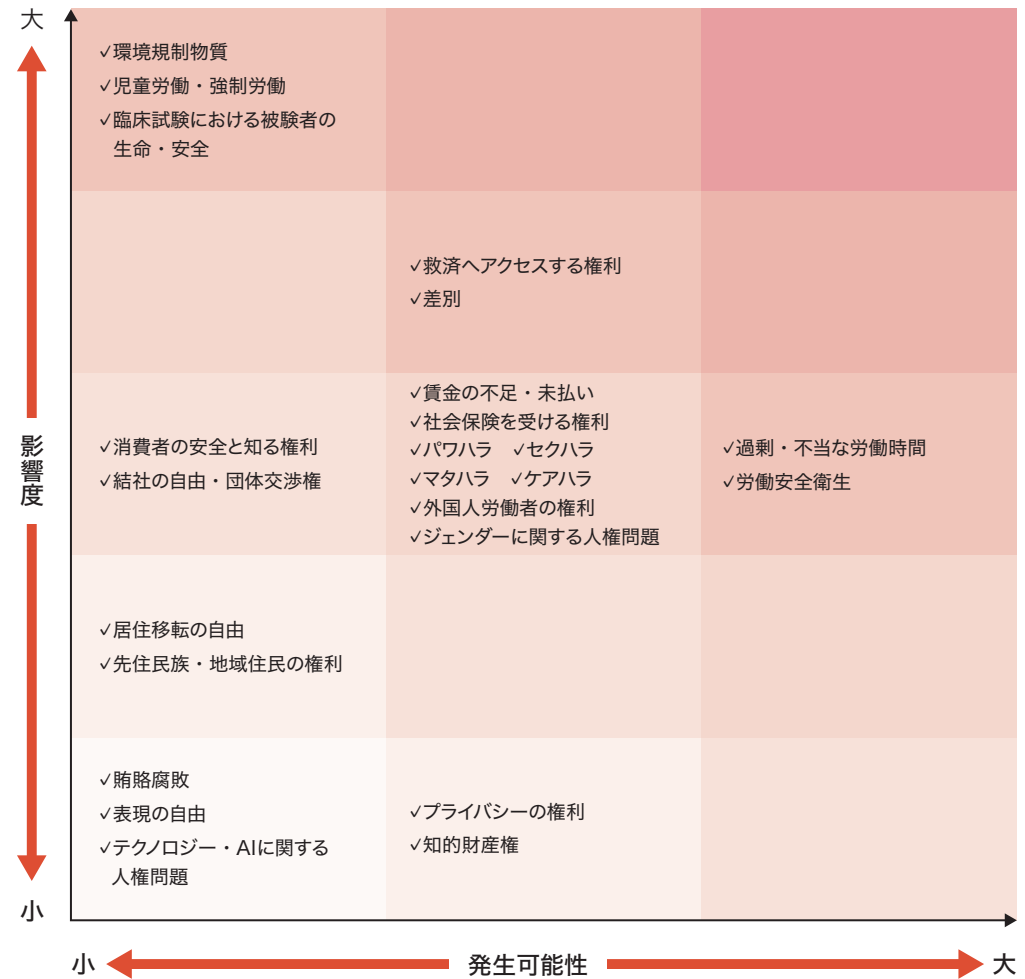 大
✓環境規制物質
✓児童労働・強制労働
✓臨床試験における被験者の
生命・安全
✓救済へアクセスする権利
✓差別
影響度
✓消費者の安全と知る権利
✓結社の自由・団体交渉権
✓賃金の不足・未払い
✓社会保険を受ける権利
✓パワハラ ✓セクハラ
✓マタハラ ✓ケアハラ
✓外国人労働者の権利
✓ジェンダーに関する人権問題
✓過剰・不当な労働時間
✓労働安全衛生
✓居住移転の自由
✓先住民族・地域住民の権利
✓賄賂腐敗
✓表現の自由
✓テクノロジー・AIに関する
人権問題
✓プライバシーの権利
✓知的財産権
小
小 発生可能性 大